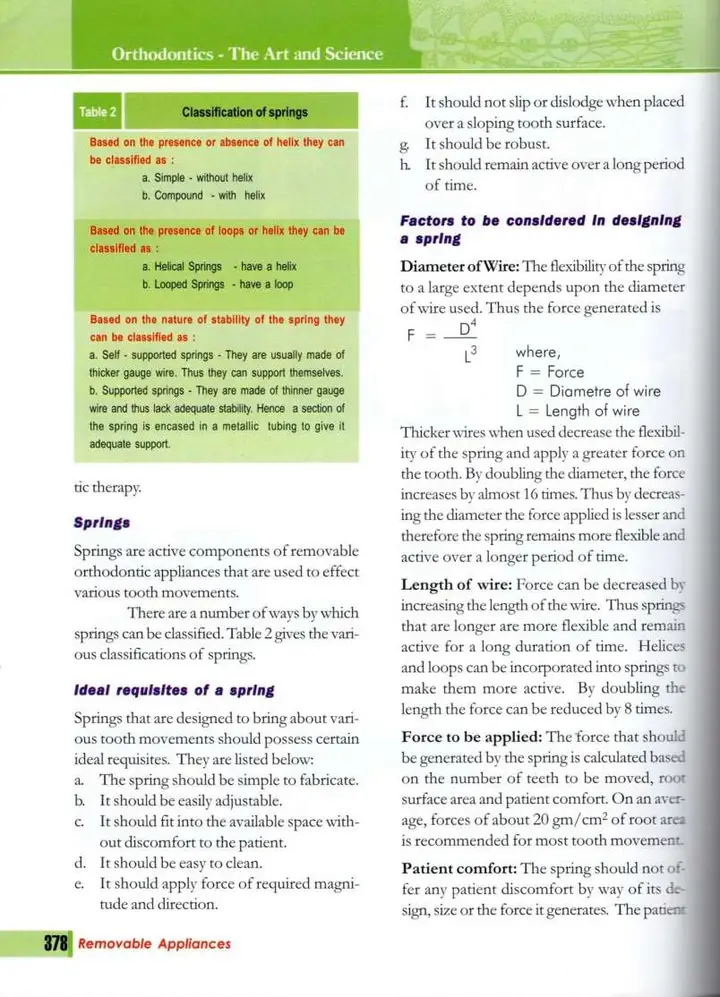 Orthodontics - The Art and Science
Table 2
Classification of springs
Based on the presence or absence of helix they can
be classified as :
a. Simple - without helix
b. Compound - with helix
Based on the presence of loops or helix they can be
classified as :
a. Helical Springs - have a helix
b. Looped Springs - have a loop
Based on the nature of stability of the spring they
can be classified as :
a. Self - supported springs - They are usually made of
thicker gauge wire. Thus they can support themselves.
b. Supported springs - They are made of thinner gauge
wire and thus lack adequate stability. Hence a section of
the spring is encased in a metallic tubing to give it
adequate support.
tic therapy.
Springs
Springs are active components of removable
orthodontic appliances that are used to effect
various tooth movements.
There are a number of ways by which
springs can be classified. Table 2 gives the vari-
ous classifications of springs.
Ideal requisites of a spring
Springs that are designed to bring about vari-
ous tooth movements should possess certain
ideal requisites. They are listed below:
a. The spring should be simple to fabricate.
b. It should be easily adjustable.
c. It should fit into the available space with-
out discomfort to the patient.
d. It should be easy to clean.
e. It should apply force of required magni-
tude and direction.
f. It should not slip or dislodge when placed
over a sloping tooth surface.
g. It should be robust.
h. It should remain active over a long period
of time.
Factors to be considered in designing
a spring
Diameter of Wire: The flexibility of the spring
to a large extent depends upon the diameter
of wire used. Thus the force generated is
F = D⁴
L³ where,
F = Force
D = Diametre of wire
L = Length of wire
Thicker wires when used decrease the flexibil-
ity of the spring and apply a greater force on
the tooth. By doubling the diameter, the force
increases by almost 16 times. Thus by decreas-
ing the diameter the force applied is lesser and
therefore the spring remains more flexible and
active over a longer period of time.
Length of wire: Force can be decreased by
increasing the length of the wire. Thus springs
that are longer are more flexible and remain
active for a long duration of time. Helices
and loops can be incorporated into springs to
make them more active. By doubling the
length the force can be reduced by 8 times.
Force to be applied: The force that should
be generated by the spring is calculated based
on the number of teeth to be moved, root
surface area and patient comfort. On an aver-
age, forces of about 20 gm/cm² of root area
is recommended for most tooth movement.
Patient comfort: The spring should not of-
fer any patient discomfort by way of its de-
sign, size or the force it generates. The patient
378 Removable Appliances